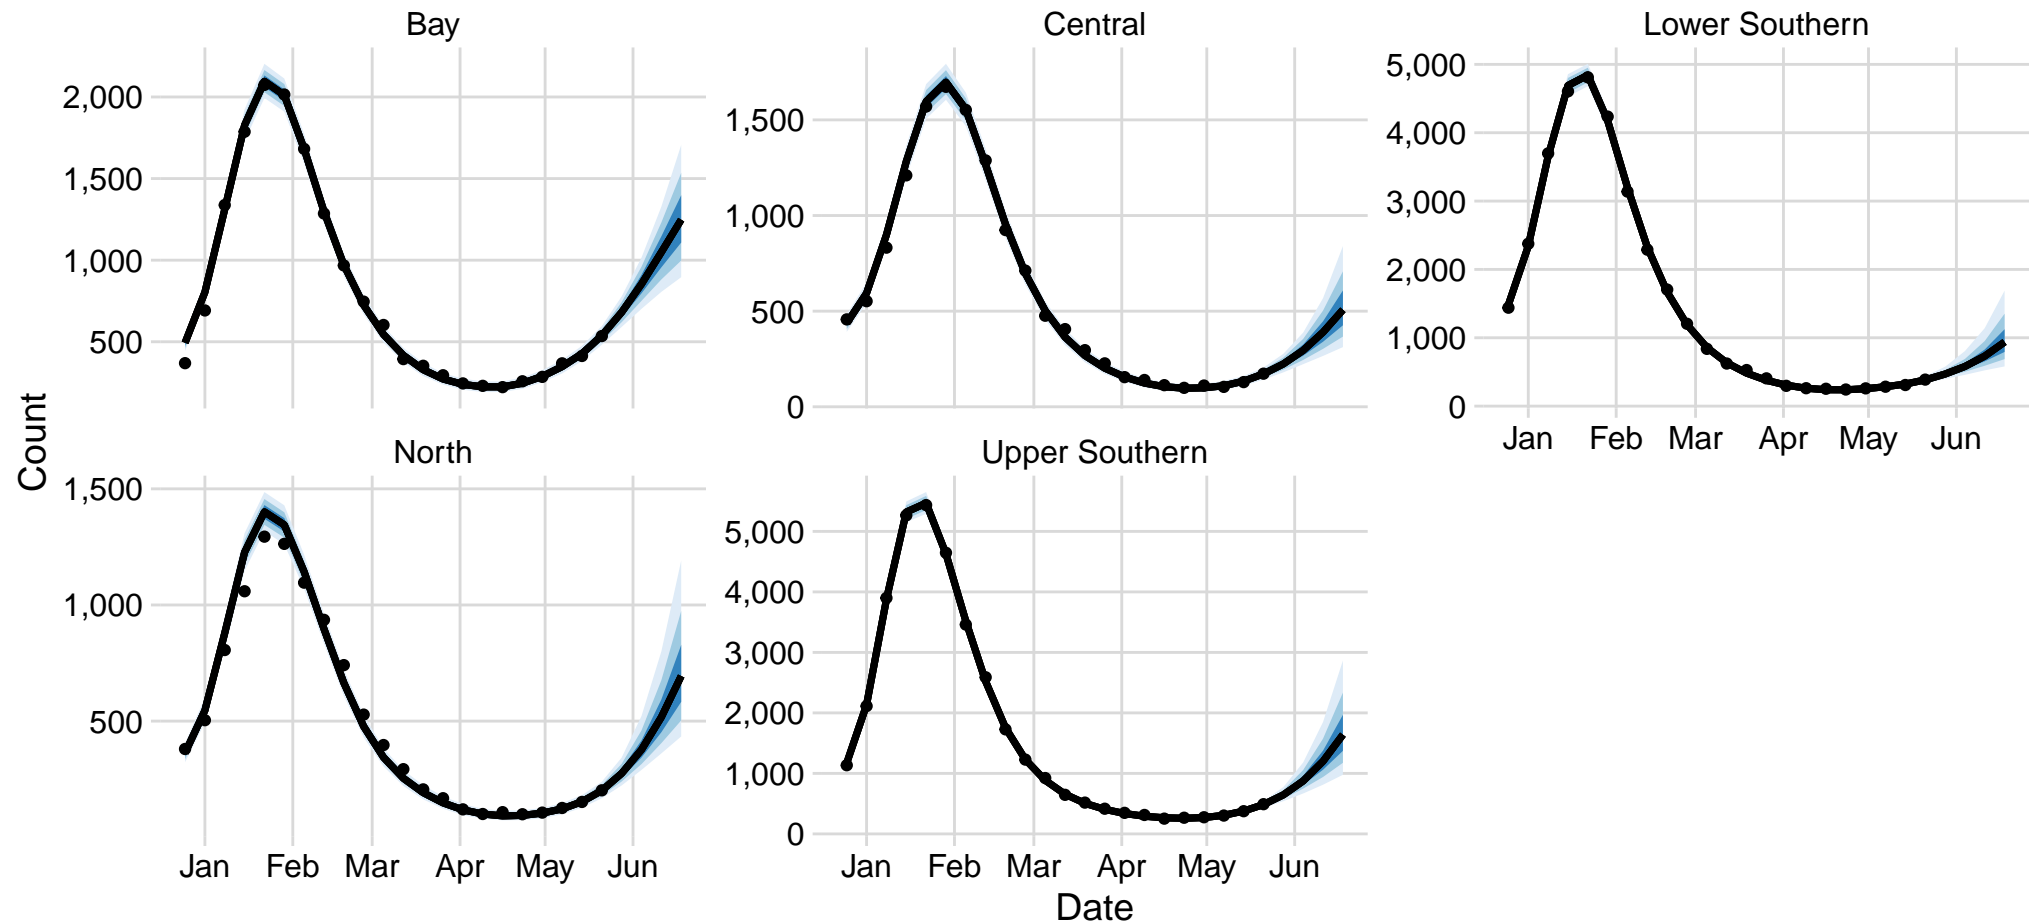 Bay
Central
Lower Southern
2,000
1,500
1,000
500
1,500
1,000
500
0
5,000
4,000
3,000
2,000
1,000
0
Jan Feb Mar Apr May Jun
Count
North
Upper Southern
1,500
1,000
500
5,000
4,000
3,000
2,000
1,000
0
Jan Feb Mar Apr May Jun
Jan Feb Mar Apr May Jun
Date